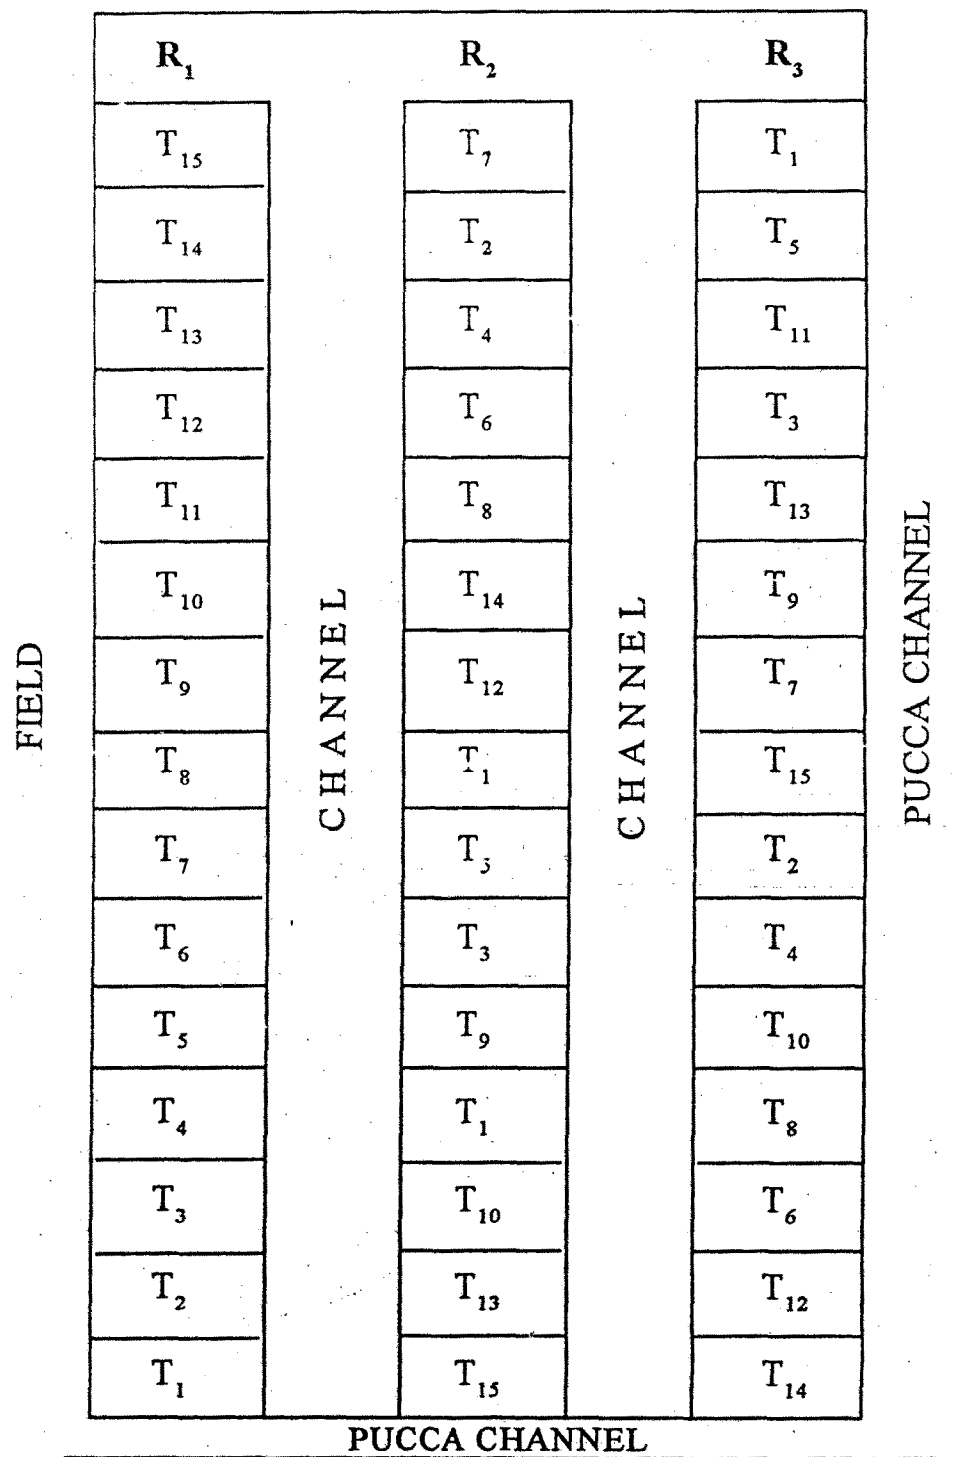 R₁ R₂ R₃
T₁₅ T₇ T₁
T₁₄ T₂ T₅
T₁₃ T₄ T₁₁
T₁₂ T₆ T₃
T₁₁ T₈ T₁₃
T₁₀ T₁₄ T₉
T₉ T₁₂ T₇
T₈ T₁ T₁₅
T₇ T₅ T₂
T₆ T₃ T₄
T₅ T₉ T₁₀
T₄ T₁ T₈
T₃ T₁₀ T₆
T₂ T₁₃ T₁₂
T₁ T₁₅ T₁₄
FIELD
CHANNEL
CHANNEL
PUCCA CHANNEL
PUCCA CHANNEL